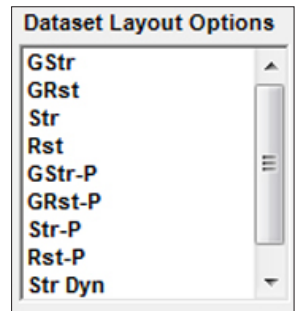 Dataset Layout Options
GStr
GRst
Str
Rst
GStr-P
GRst-P
Str-P
Rst-P
Str Dyn